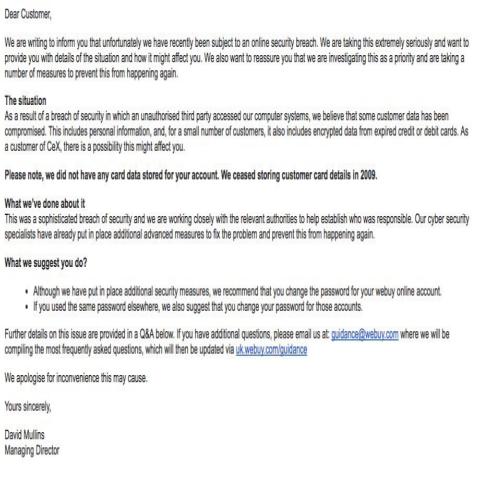 Dear Customer,
We are writing to inform you that unfortunately we have recently been subject to an online security breach. We are taking this extremely seriously and want to
provide you with details of the situation and how it might affect you. We also want to reassure you that we are investigating this as a priority and are taking a
number of measures to prevent this from happening again.
The situation
As a result of a breach of security in which an unauthorised third party accessed our computer systems, we believe that some customer data has been
compromised. This includes personal information, and, for a small number of customers, it also includes encrypted data from expired credit or debit cards. As
a customer of CeX, there is a possibility this might affect you.
Please note, we did not have any card data stored for your account. We ceased storing customer card details in 2009.
What we've done about it
This was a sophisticated breach of security and we are working closely with the relevant authorities to help establish who was responsible. Our cyber security
specialists have already put in place additional advanced measures to fix the problem and prevent this from happening again.
What we suggest you do?
• Although we have put in place additional security measures, we recommend that you change the password for your webuy online account.
• If you used the same password elsewhere, we also suggest that you change your password for those accounts.
Further details on this issue are provided in a Q&A below. If you have additional questions, please email us at: guidance@webuy.com where we will be
compiling the most frequently asked questions, which will then be updated via uk.webuy.com/guidance
We apologise for inconvenience this may cause.
Yours sincerely,
David Mullins
Managing Director